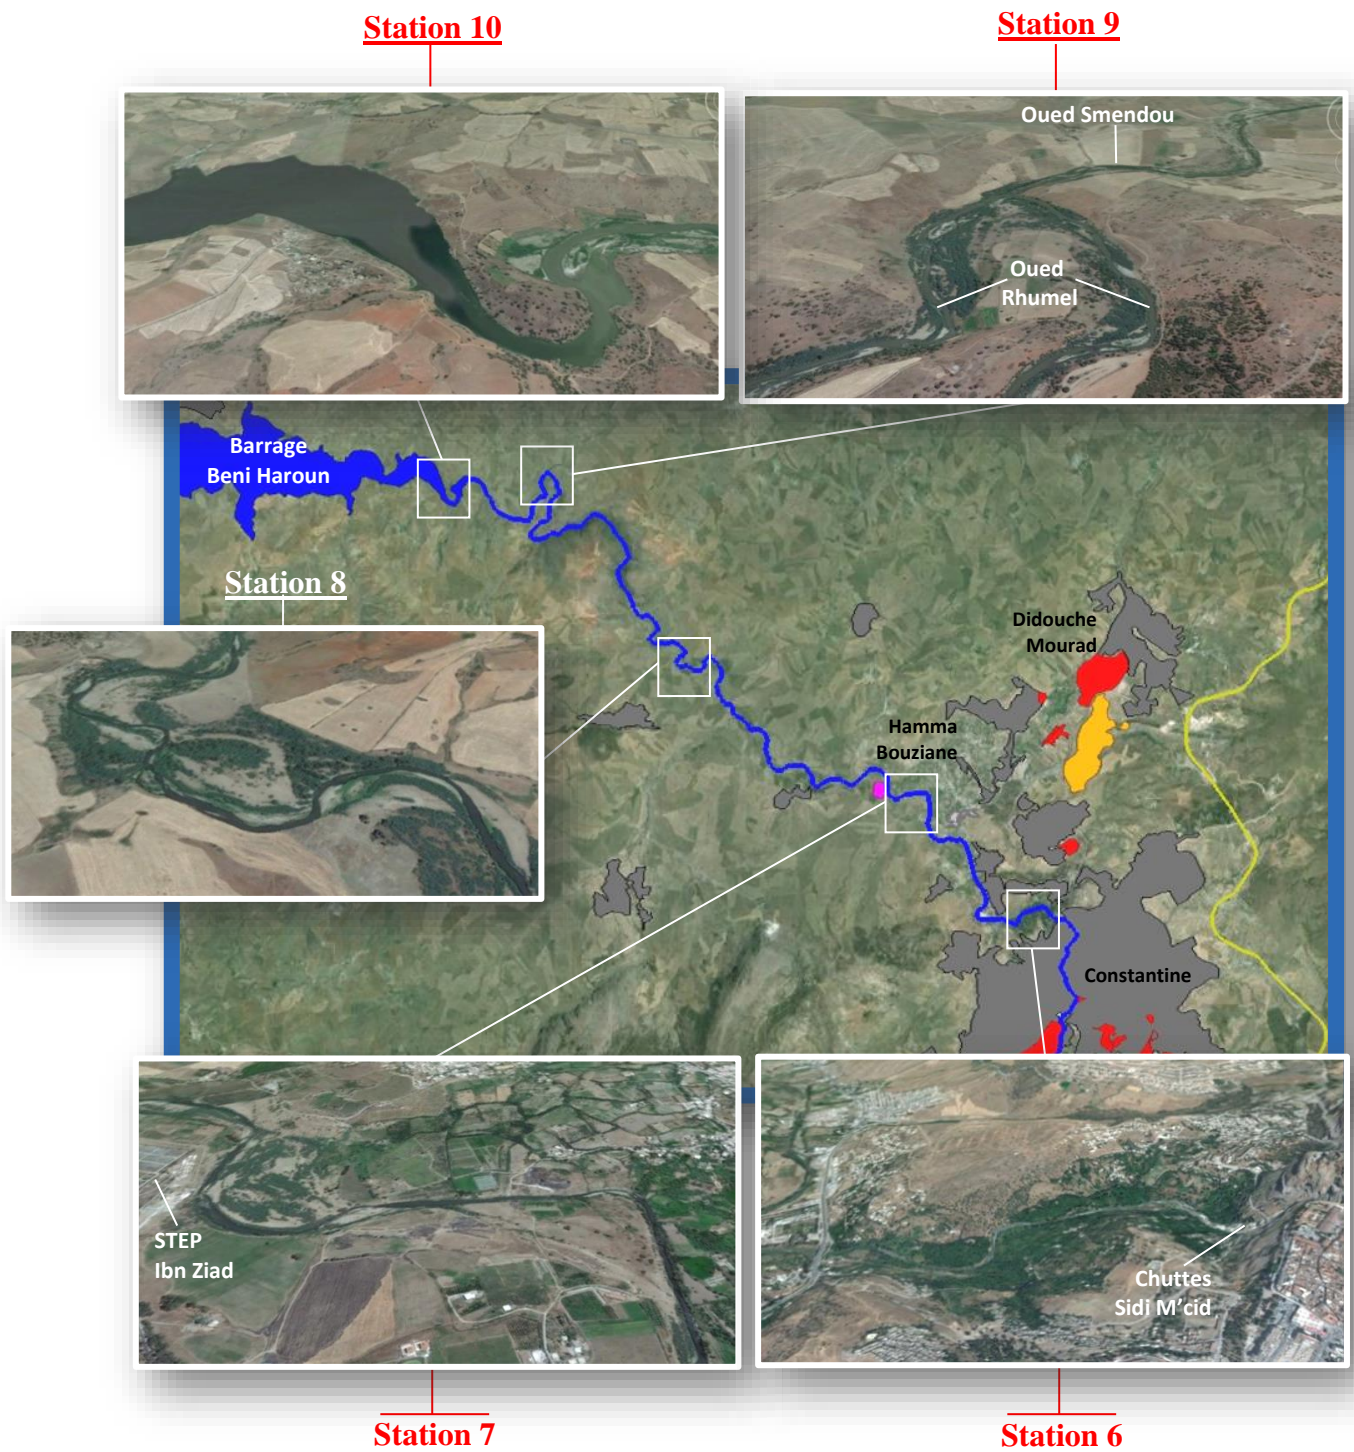 Station 10
Station 9
Oued Smendou
Oued
Rhumel
Barrage
Beni Haroun
Station 8
Didouche
Mourad
Hamma
Bouziane
Constantine
STEP
Ibn Ziad
Chuttes
Sidi M'cid
Station 7
Station 6